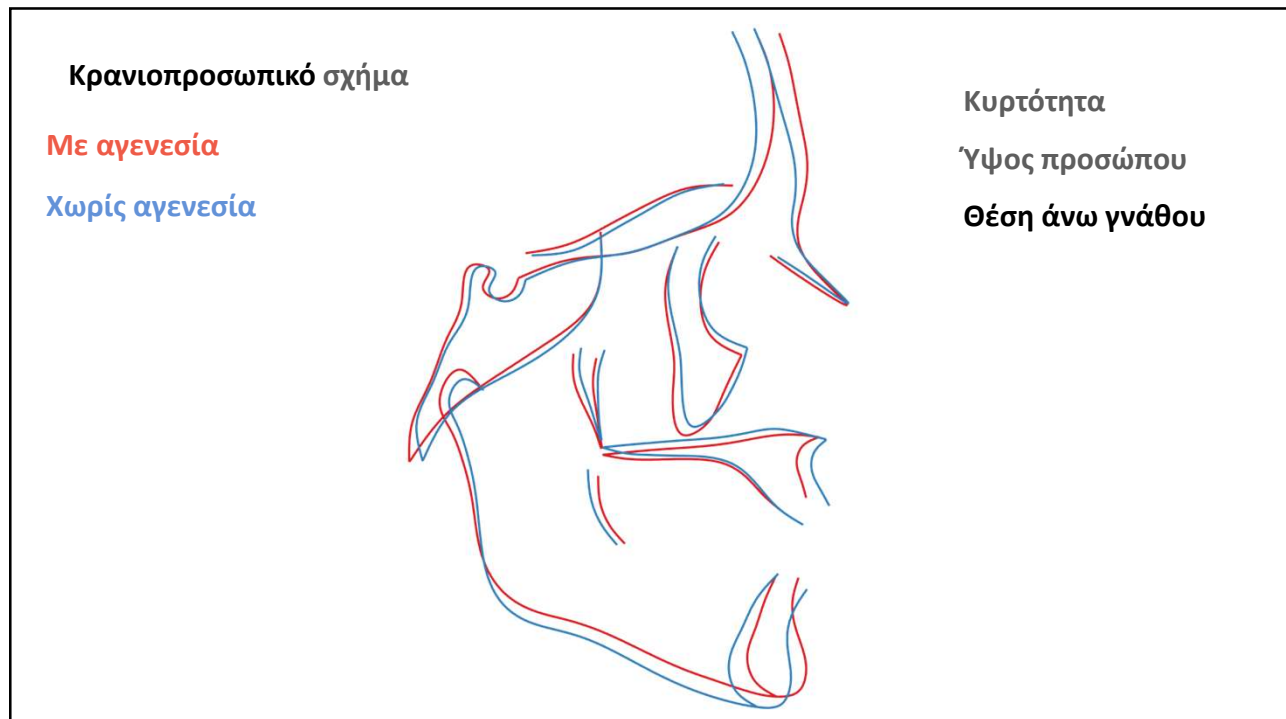 Κρανιοπροσωπικό σχήμα
Με αγενεσία
Χωρίς αγενεσία
Κυρτότητα
Ύψος προσώπου
Θέση άνω γνάθου